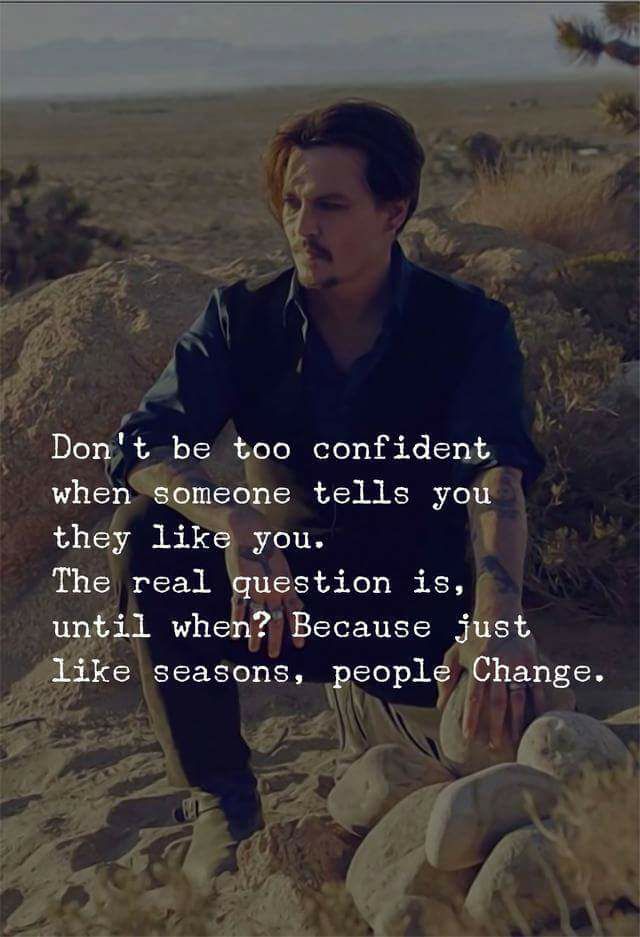 Don't be too confident
when someone tells you
they like you.
The real question is,
until when? Because just
like seasons, people Change.